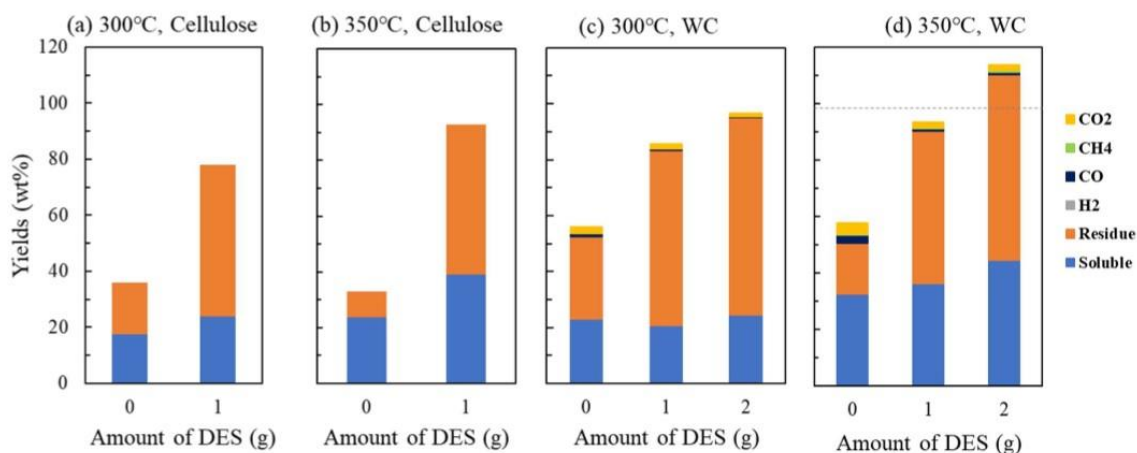 (a) 300℃, Cellulose
(b) 350℃, Cellulose
(c) 300℃, WC
(d) 350℃, WC
Yields (wt%)
120
100
80
60
40
20
0
0 1
0 1
0 1 2
0 1 2
Amount of DES (g)
Amount of DES (g)
Amount of DES (g)
Amount of DES (g)
CO2
CH4
CO
H2
Residue
Soluble